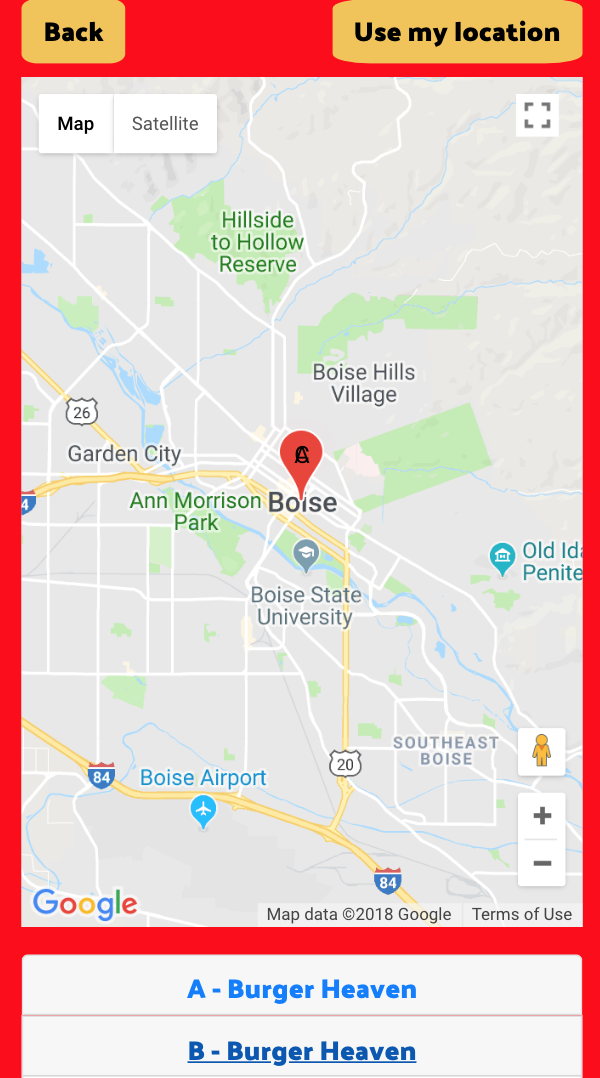 Back
Use my location
Map
Satellite
Hillside
to Hollow
Reserve
Boise Hills
Village
26
Garden City
Ann Morrison
Park
Boise
Boise State
University
Old Ida
Penite
SOUTHEAST
BOISE
20
84
Boise Airport
84
Google
Map data ©2018 Google
Terms of Use
A - Burger Heaven
B - Burger Heaven